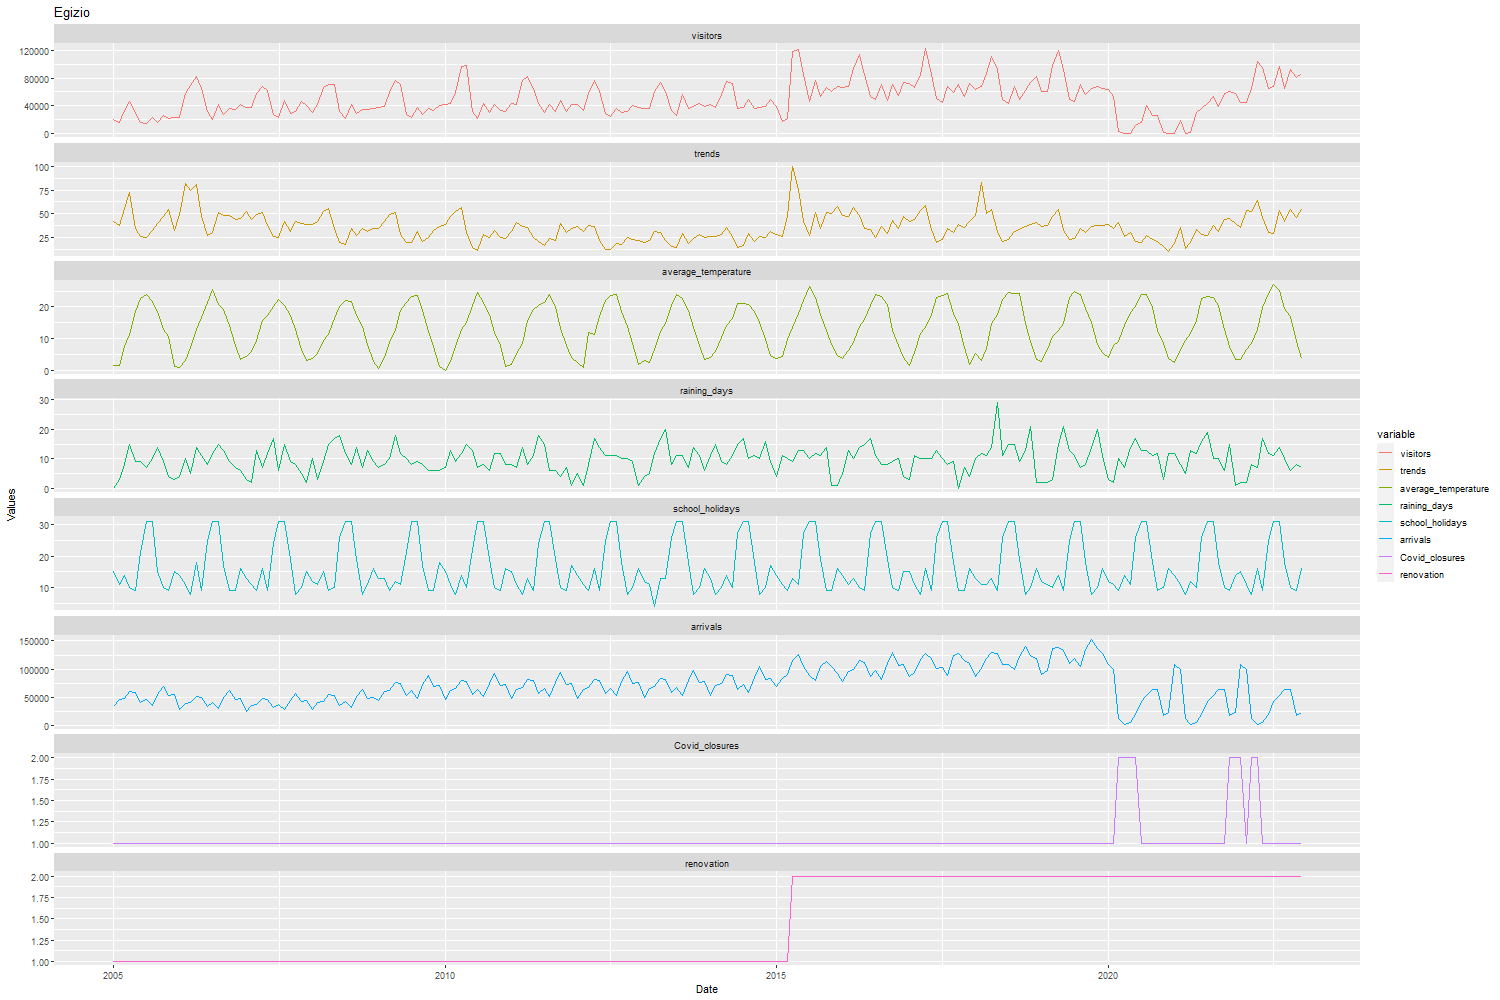 Egizio
visitors
120000
80000
40000
0
trends
100
75
50
25
average_temperature
20
10
0
raining_days
30
20
10
0
school_holidays
30
20
10
arrivals
150000
100000
50000
0
Covid_closures
2.00
1.75
1.50
1.25
1.00
renovation
2.00
1.75
1.50
1.25
1.00
2005 2010 2015 2020
Date
Values
variable
visitors
trends
average_temperature
raining_days
school_holidays
arrivals
Covid_closures
renovation